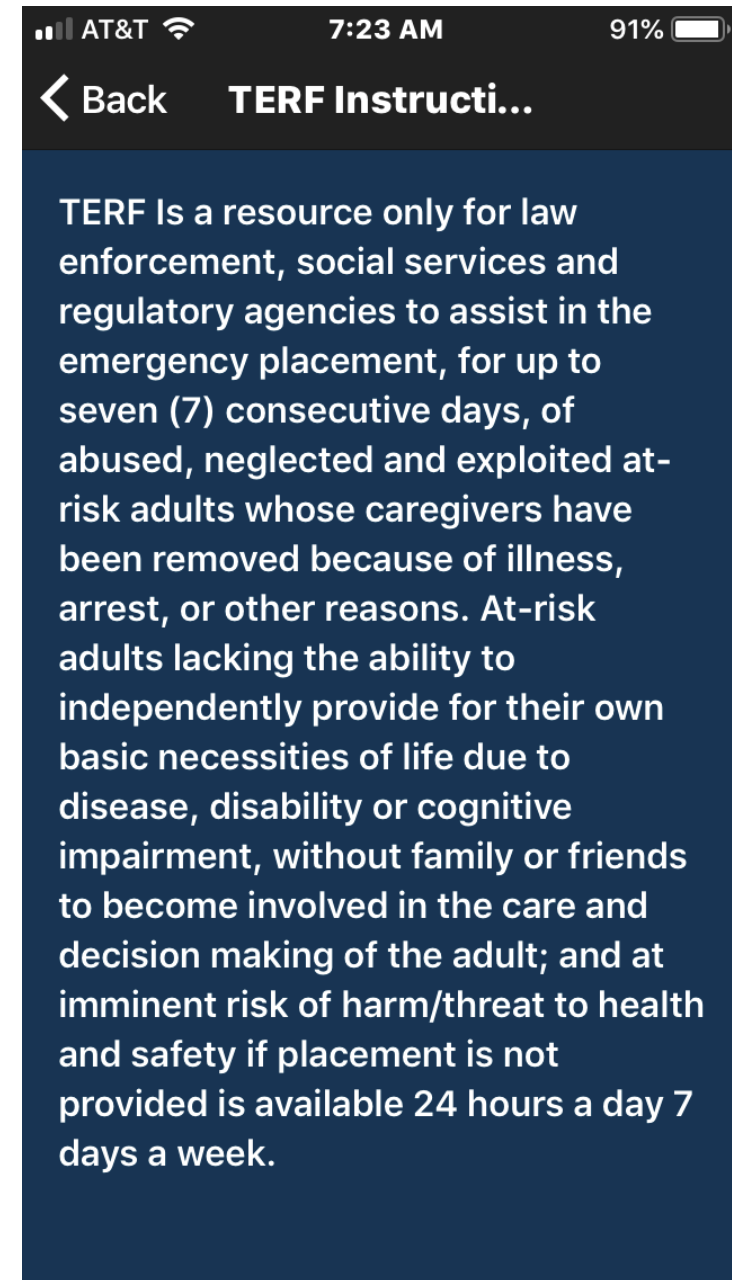 AT&T 7:23 AM 91%
Back TERF Instructi...
TERF Is a resource only for law
enforcement, social services and
regulatory agencies to assist in the
emergency placement, for up to
seven (7) consecutive days, of
abused, neglected and exploited at-
risk adults whose caregivers have
been removed because of illness,
arrest, or other reasons. At-risk
adults lacking the ability to
independently provide for their own
basic necessities of life due to
disease, disability or cognitive
impairment, without family or friends
to become involved in the care and
decision making of the adult; and at
imminent risk of harm/threat to health
and safety if placement is not
provided is available 24 hours a day 7
days a week.